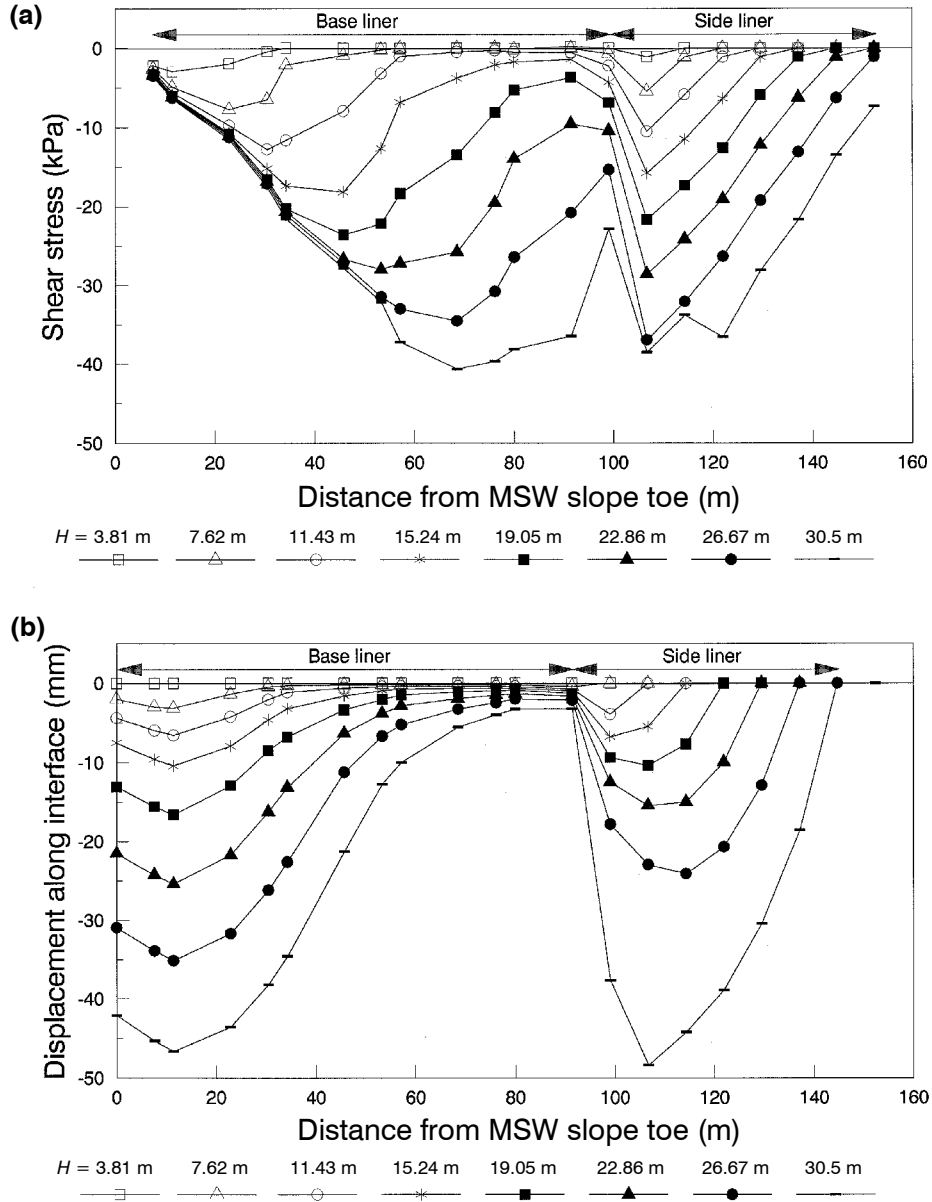 (a)
Base liner
Side liner
0
-10
-20
-30
-40
-50
Shear stress (kPa)
0 20 40 60 80 100 120 140 160
Distance from MSW slope toe (m)
H = 3.81 m 7.62 m 11.43 m 15.24 m 19.05 m 22.86 m 26.67 m 30.5 m
(b)
Base liner
Side liner
0
-10
-20
-30
-40
-50
Displacement along interface (mm)
0 20 40 60 80 100 120 140 160
Distance from MSW slope toe (m)
H = 3.81 m 7.62 m 11.43 m 15.24 m 19.05 m 22.86 m 26.67 m 30.5 m